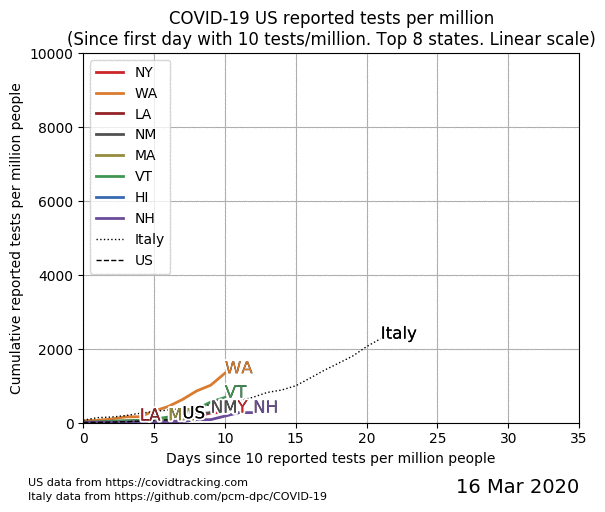 COVID-19 US reported tests per million
(Since first day with 10 tests/million. Top 8 states. Linear scale)
Cumulative reported tests per million people
10000
8000
6000
4000
2000
0
NY
WA
LA
NM
MA
VT
HI
NH
Italy
US
Italy
WA
VT
LA
M
US
NM
Y
NH
0 5 10 15 20 25 30 35
Days since 10 reported tests per million people
US data from https://covidtracking.com
Italy data from https://github.com/pcm-dpc/COVID-19
16 Mar 2020